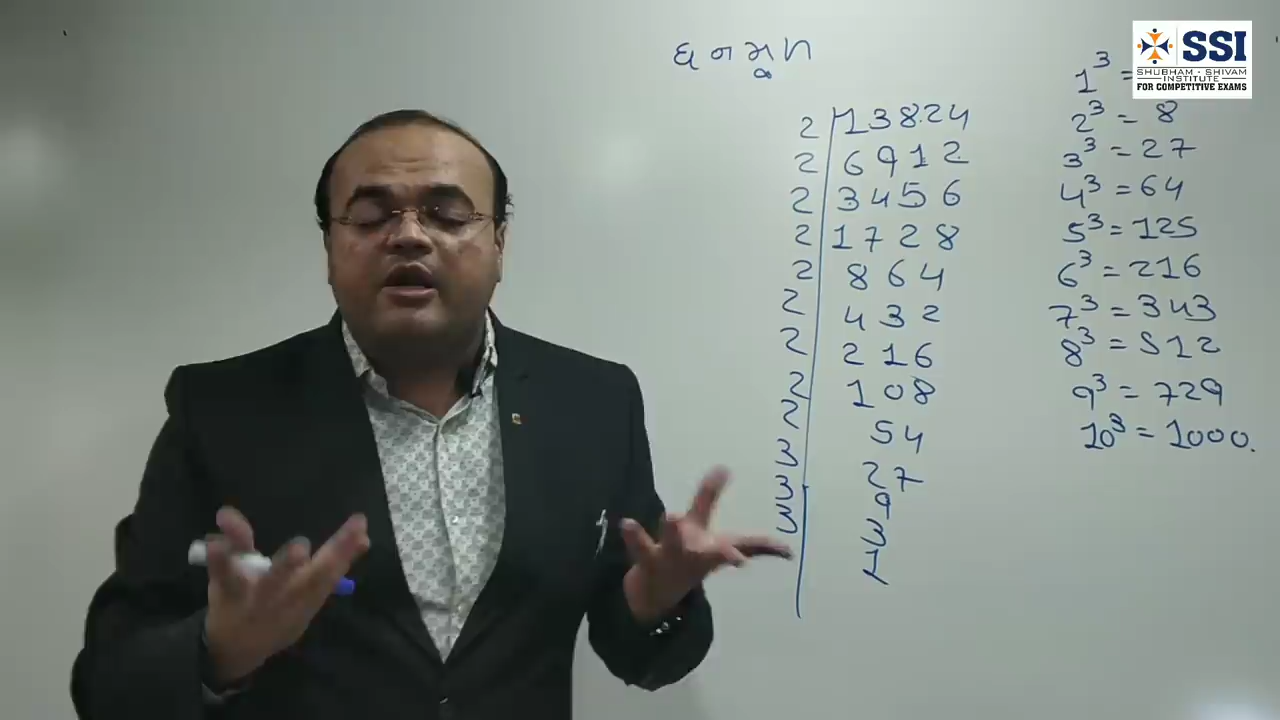 ઘનમૂળ
SSI
SHUBHAM - SHIVAM
INSTITUTE
FOR COMPETITIVE EXAMS
2 | 13824
2 | 6912
2 | 3456
2 | 1728
2 | 864
2 | 432
2 | 216
2 | 108
2 | 54
3 | 27
3 | 9
3 | 3
1
1³ =
2³ = 8
3³ = 27
4³ = 64
5³ = 125
6³ = 216
7³ = 343
8³ = 512
9³ = 729
10³ = 1000.